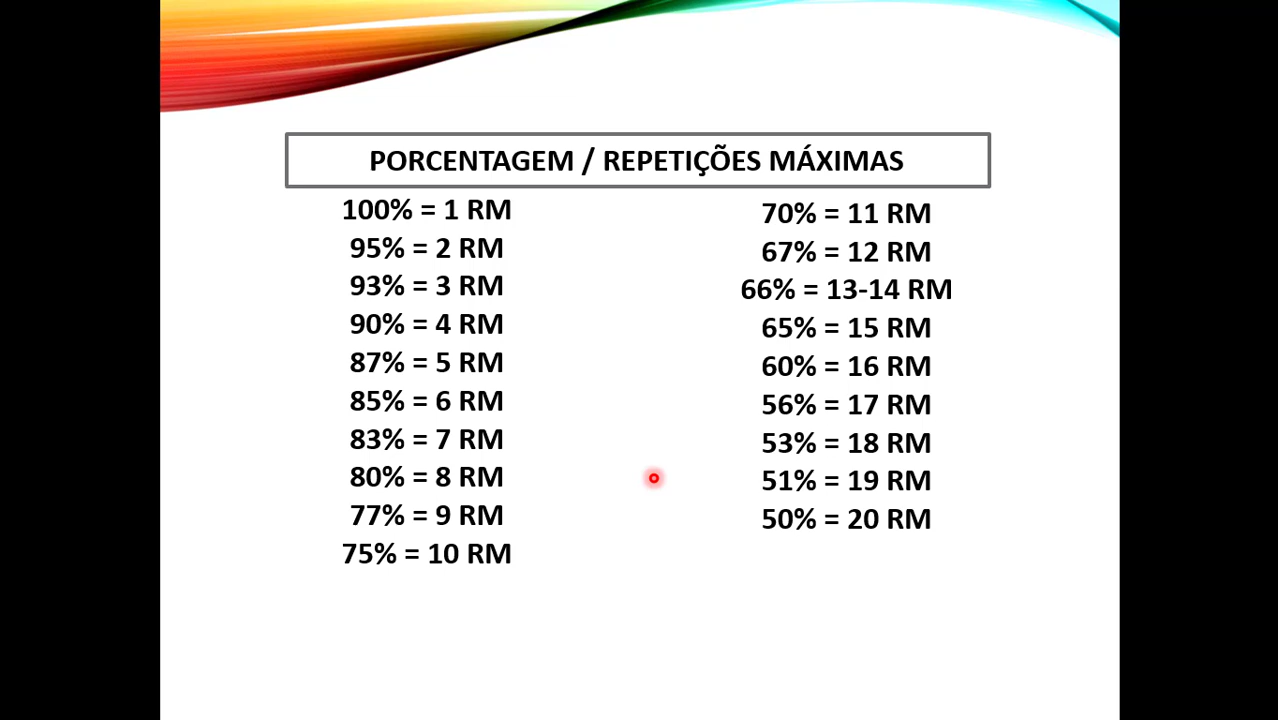 PORCENTAGEM / REPETIÇÕES MÁXIMAS
100% = 1 RM
95% = 2 RM
93% = 3 RM
90% = 4 RM
87% = 5 RM
85% = 6 RM
83% = 7 RM
80% = 8 RM
77% = 9 RM
75% = 10 RM
70% = 11 RM
67% = 12 RM
66% = 13-14 RM
65% = 15 RM
60% = 16 RM
56% = 17 RM
53% = 18 RM
51% = 19 RM
50% = 20 RM